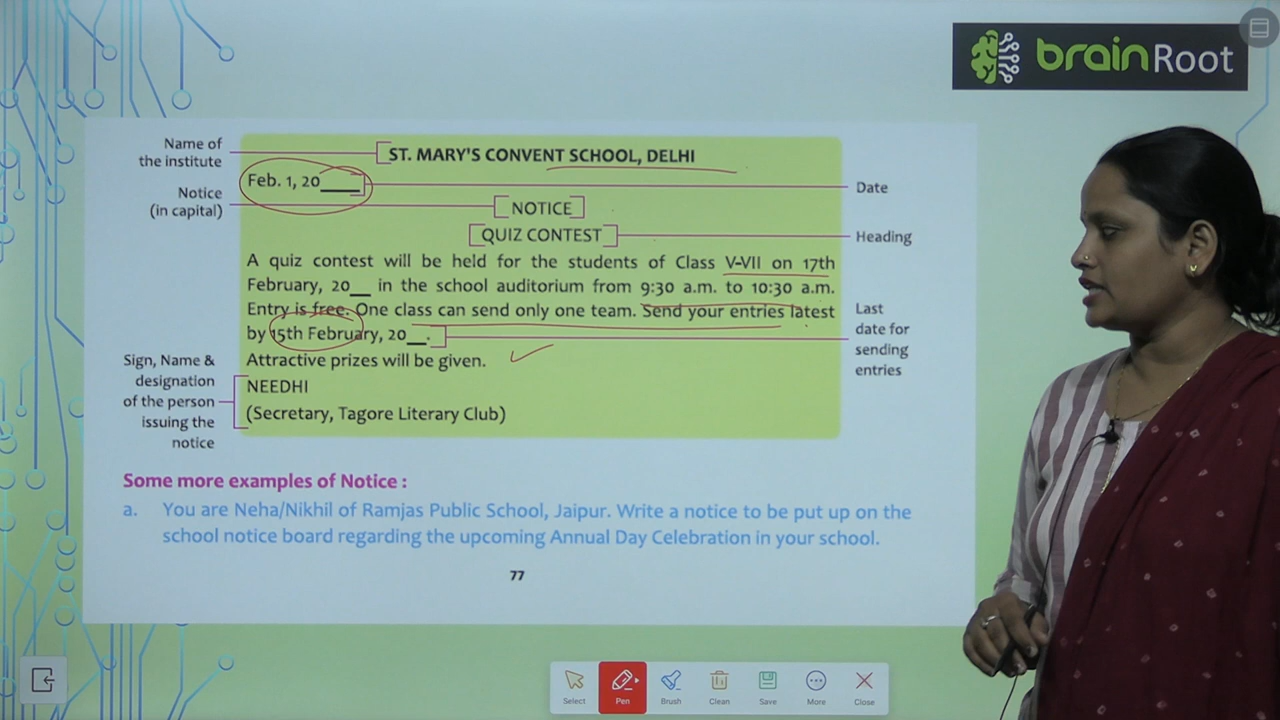 brainRoot
Name of
the institute
ST. MARY'S CONVENT SCHOOL, DELHI
Feb. 1, 20___
Date
Notice
(in capital)
NOTICE
QUIZ CONTEST
Heading
A quiz contest will be held for the students of Class V-VII on 17th
February, 20__ in the school auditorium from 9:30 a.m. to 10:30 a.m.
Entry is free. One class can send only one team. Send your entries latest
by 15th February, 20__.
Last
date for
sending
entries
Attractive prizes will be given.
Sign, Name &
designation
of the person
issuing the
notice
NEEDHI
(Secretary, Tagore Literary Club)
Some more examples of Notice :
a. You are Neha/Nikhil of Ramjas Public School, Jaipur. Write a notice to be put up on the
school notice board regarding the upcoming Annual Day Celebration in your school.
77
Select
Pen
Brush
Clean
Save
More
Close